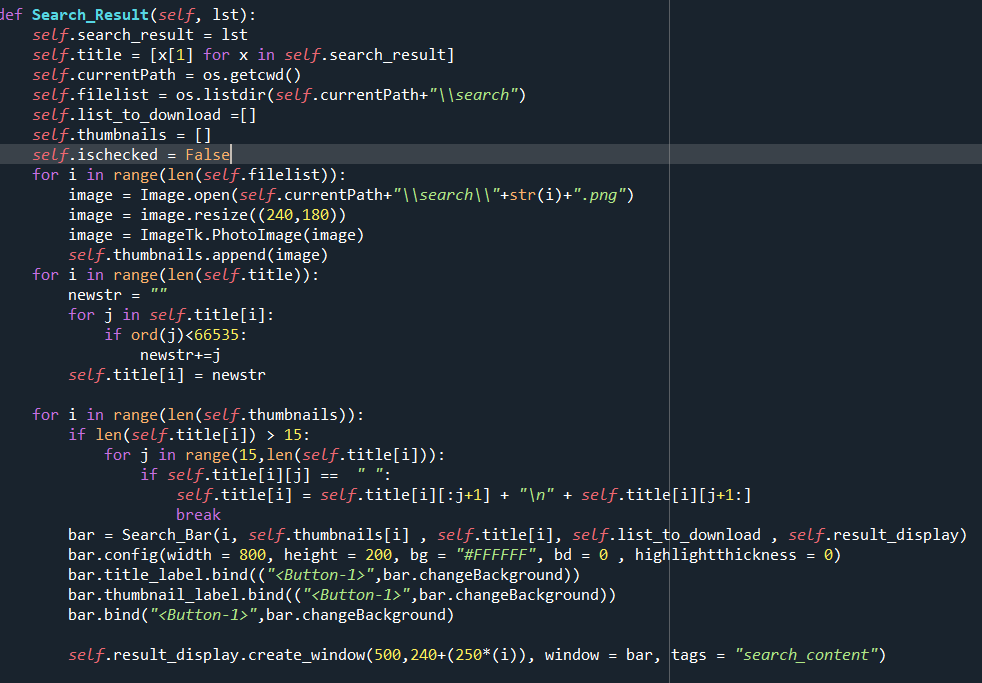 def Search_Result(self, lst):
    self.search_result = lst
    self.title = [x[1] for x in self.search_result]
    self.currentPath = os.getcwd()
    self.filelist = os.listdir(self.currentPath+"\\search")
    self.list_to_download =[]
    self.thumbnails = []
    self.ischecked = False
    for i in range(len(self.filelist)):
        image = Image.open(self.currentPath+"\\search\\"+str(i)+".png")
        image = image.resize((240,180))
        image = ImageTk.PhotoImage(image)
        self.thumbnails.append(image)
    for i in range(len(self.title)):
        newstr = ""
        for j in self.title[i]:
            if ord(j)<66535:
                newstr+=j
        self.title[i] = newstr
    for i in range(len(self.thumbnails)):
        if len(self.title[i]) > 15:
            for j in range(15,len(self.title[i])):
                if self.title[i][j] ==  " ":
                    self.title[i] = self.title[i][:j+1] + "\n" + self.title[i][j+1:]
                    break
        bar = Search_Bar(i, self.thumbnails[i] , self.title[i], self.list_to_download , self.result_display)
        bar.config(width = 800, height = 200, bg = "#FFFFFF", bd = 0 , highlightthickness = 0)
        bar.title_label.bind(("<Button-1>",bar.changeBackground))
        bar.thumbnail_label.bind(("<Button-1>",bar.changeBackground))
        bar.bind("<Button-1>",bar.changeBackground)
        self.result_display.create_window(500,240+(250*(i)), window = bar, tags = "search_content")